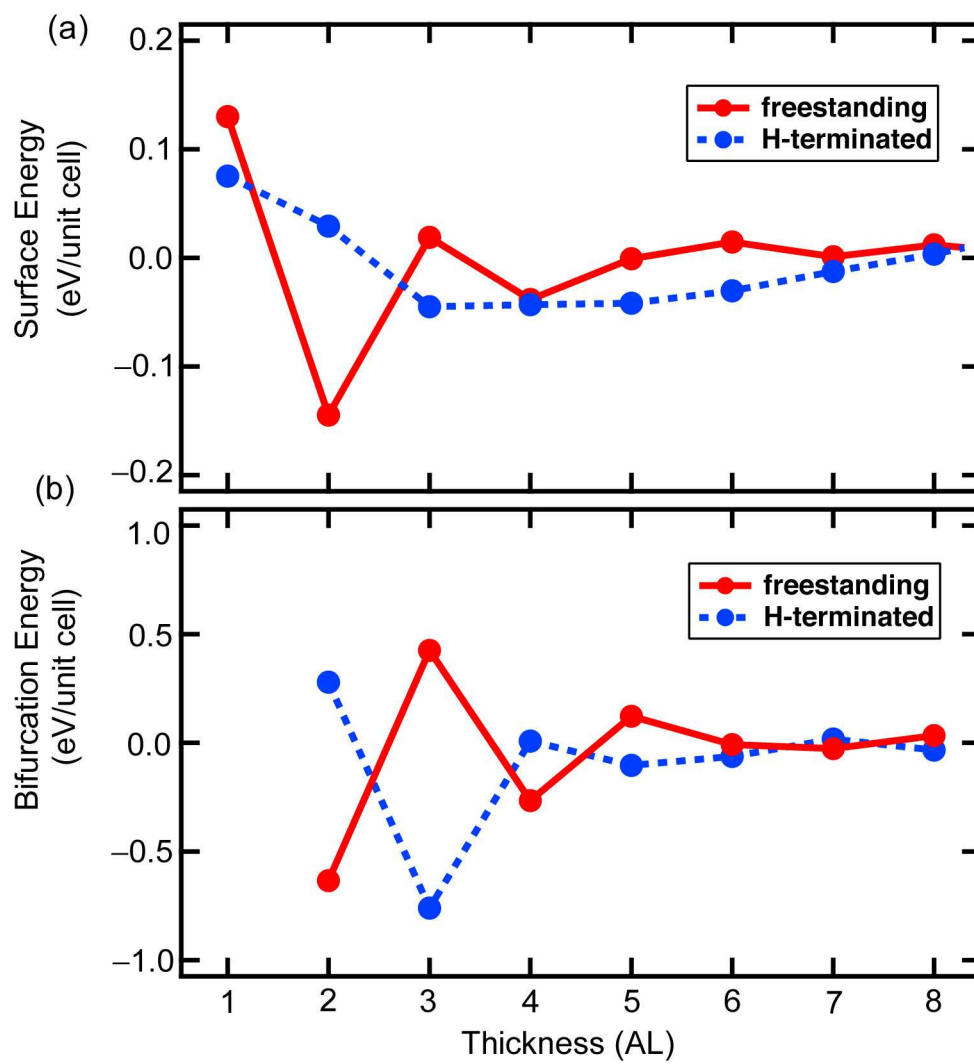 (a)
0.2
0.1
0.0
–0.1
–0.2
Surface Energy
(eV/unit cell)
freestanding
H-terminated
(b)
1.0
0.5
0.0
–0.5
–1.0
Bifurcation Energy
(eV/unit cell)
freestanding
H-terminated
1 2 3 4 5 6 7 8
Thickness (AL)